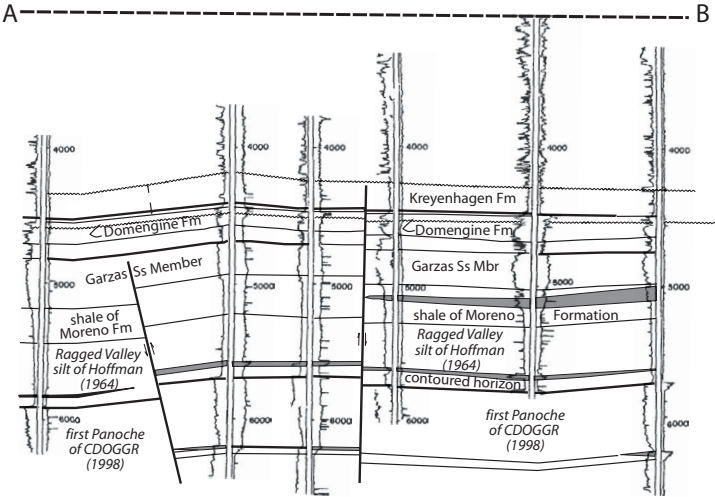 A
B
4000
4000
4000
4000
4000
4000
Kreyenhagen Fm
Domengine Fm
Domengine Fm
Garzas Ss Member
Garzas Ss Mbr
5000
5000
5000
5000
5000
5000
shale of
Moreno Fm
shale of Moreno Formation
Ragged Valley
silt of Hoffman
(1964)
Ragged Valley
silt of Hoffman
(1964)
contoured horizon
6000
6000
6000
6000
6000
first Panoche
of CDOGGR
(1998)
first Panoche
of CDOGGR
(1998)